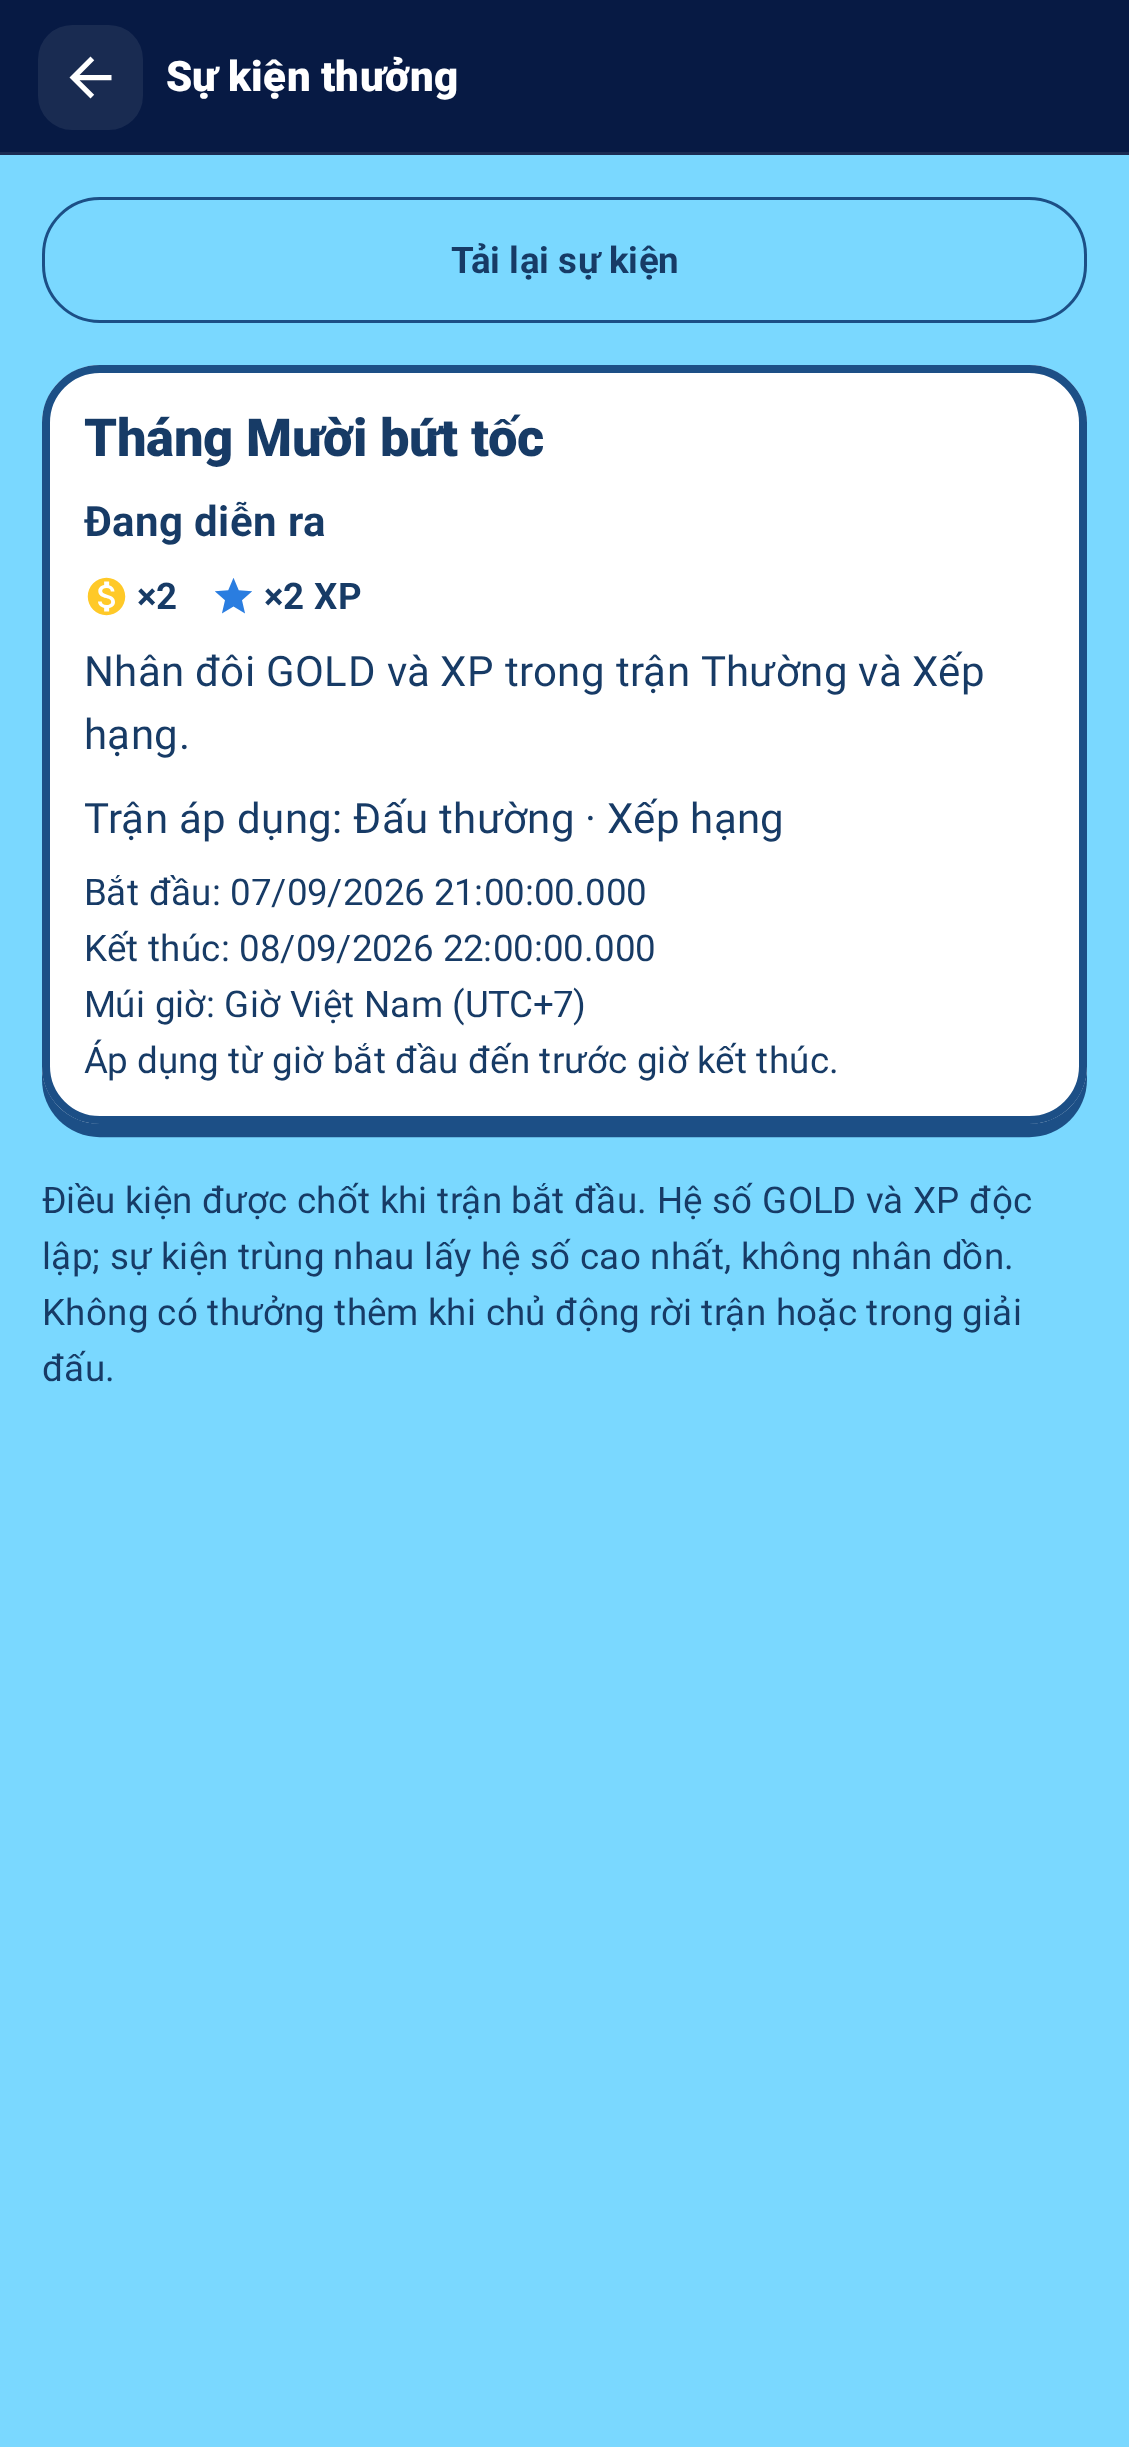 Sự kiện thưởng
Tải lại sự kiện
Tháng Mười bứt tốc
Đang diễn ra
×2 ×2 XP
Nhân đôi GOLD và XP trong trận Thường và Xếp
hạng.
Trận áp dụng: Đấu thường · Xếp hạng
Bắt đầu: 07/09/2026 21:00:00.000
Kết thúc: 08/09/2026 22:00:00.000
Múi giờ: Giờ Việt Nam (UTC+7)
Áp dụng từ giờ bắt đầu đến trước giờ kết thúc.
Điều kiện được chốt khi trận bắt đầu. Hệ số GOLD và XP độc
lập; sự kiện trùng nhau lấy hệ số cao nhất, không nhân dồn.
Không có thưởng thêm khi chủ động rời trận hoặc trong giải
đấu.